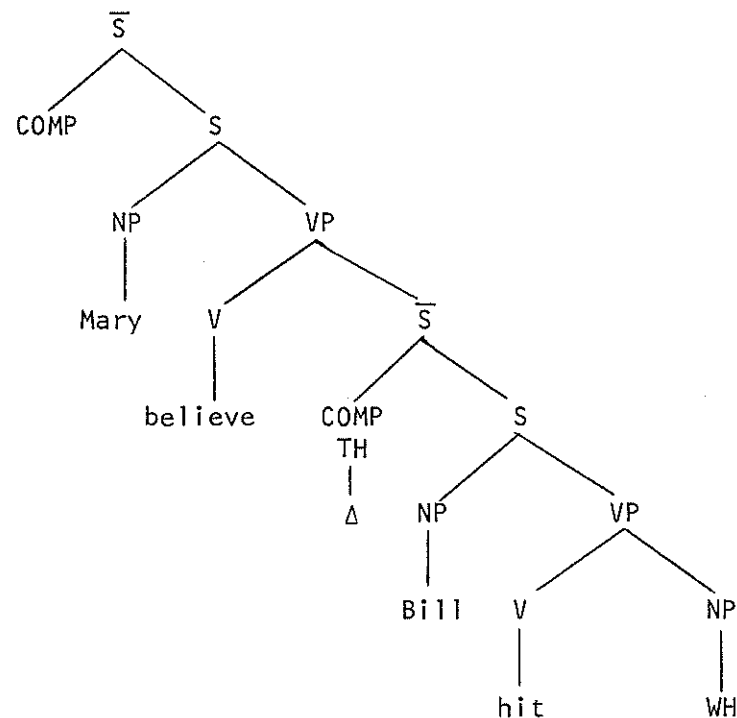 S̅
COMP S
NP VP
Mary V S̅
believe COMP S
TH
Δ NP VP
Bill V NP
hit WH